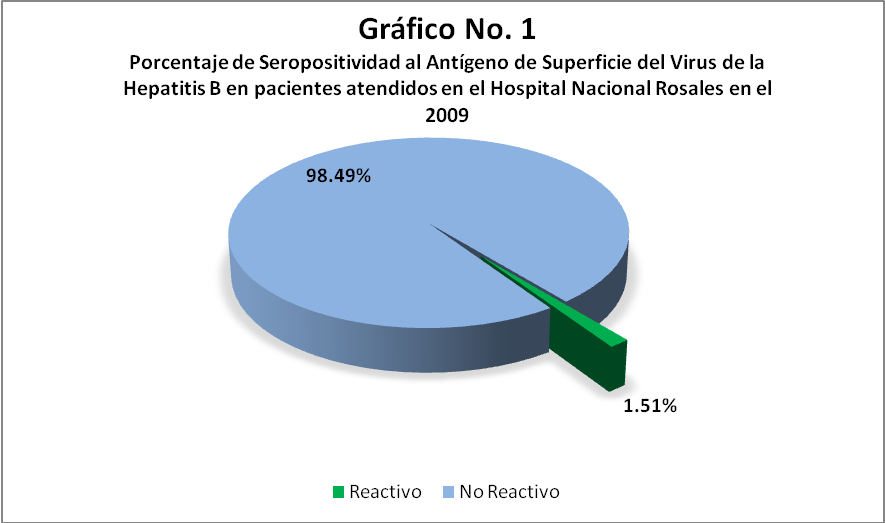 Gráfico No. 1
Porcentaje de Seropositividad al Antígeno de Superficie del Virus de la
Hepatitis B en pacientes atendidos en el Hospital Nacional Rosales en el
2009
98.49%
1.51%
Reactivo
No Reactivo